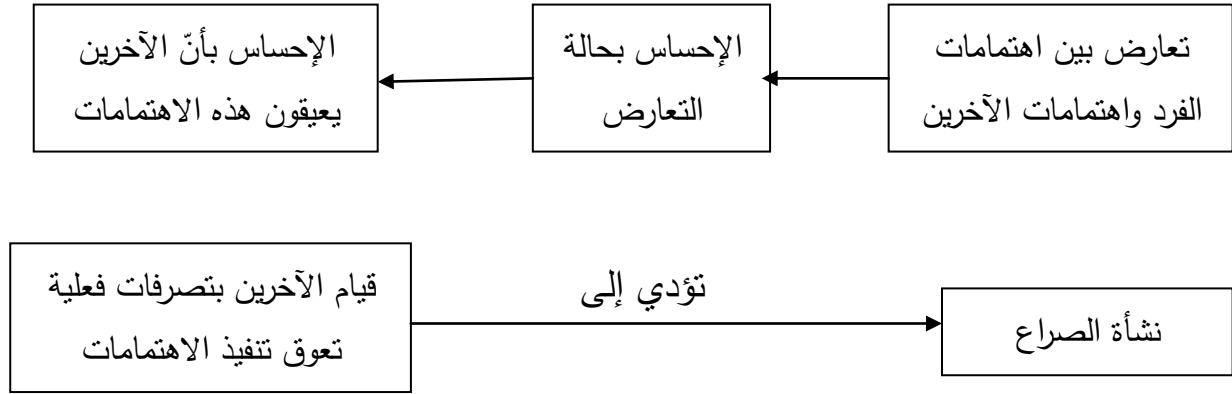 تعارض بين اهتمامات
الفرد واهتمامات الآخرين
الإحساس بحالة
التعارض
الإحساس بأنّ الآخرين
يعيقون هذه الاهتمامات
قيام الآخرين بتصرفات فعلية
تعوق تنفيذ الاهتمامات
تؤدي إلى
نشأة الصراع